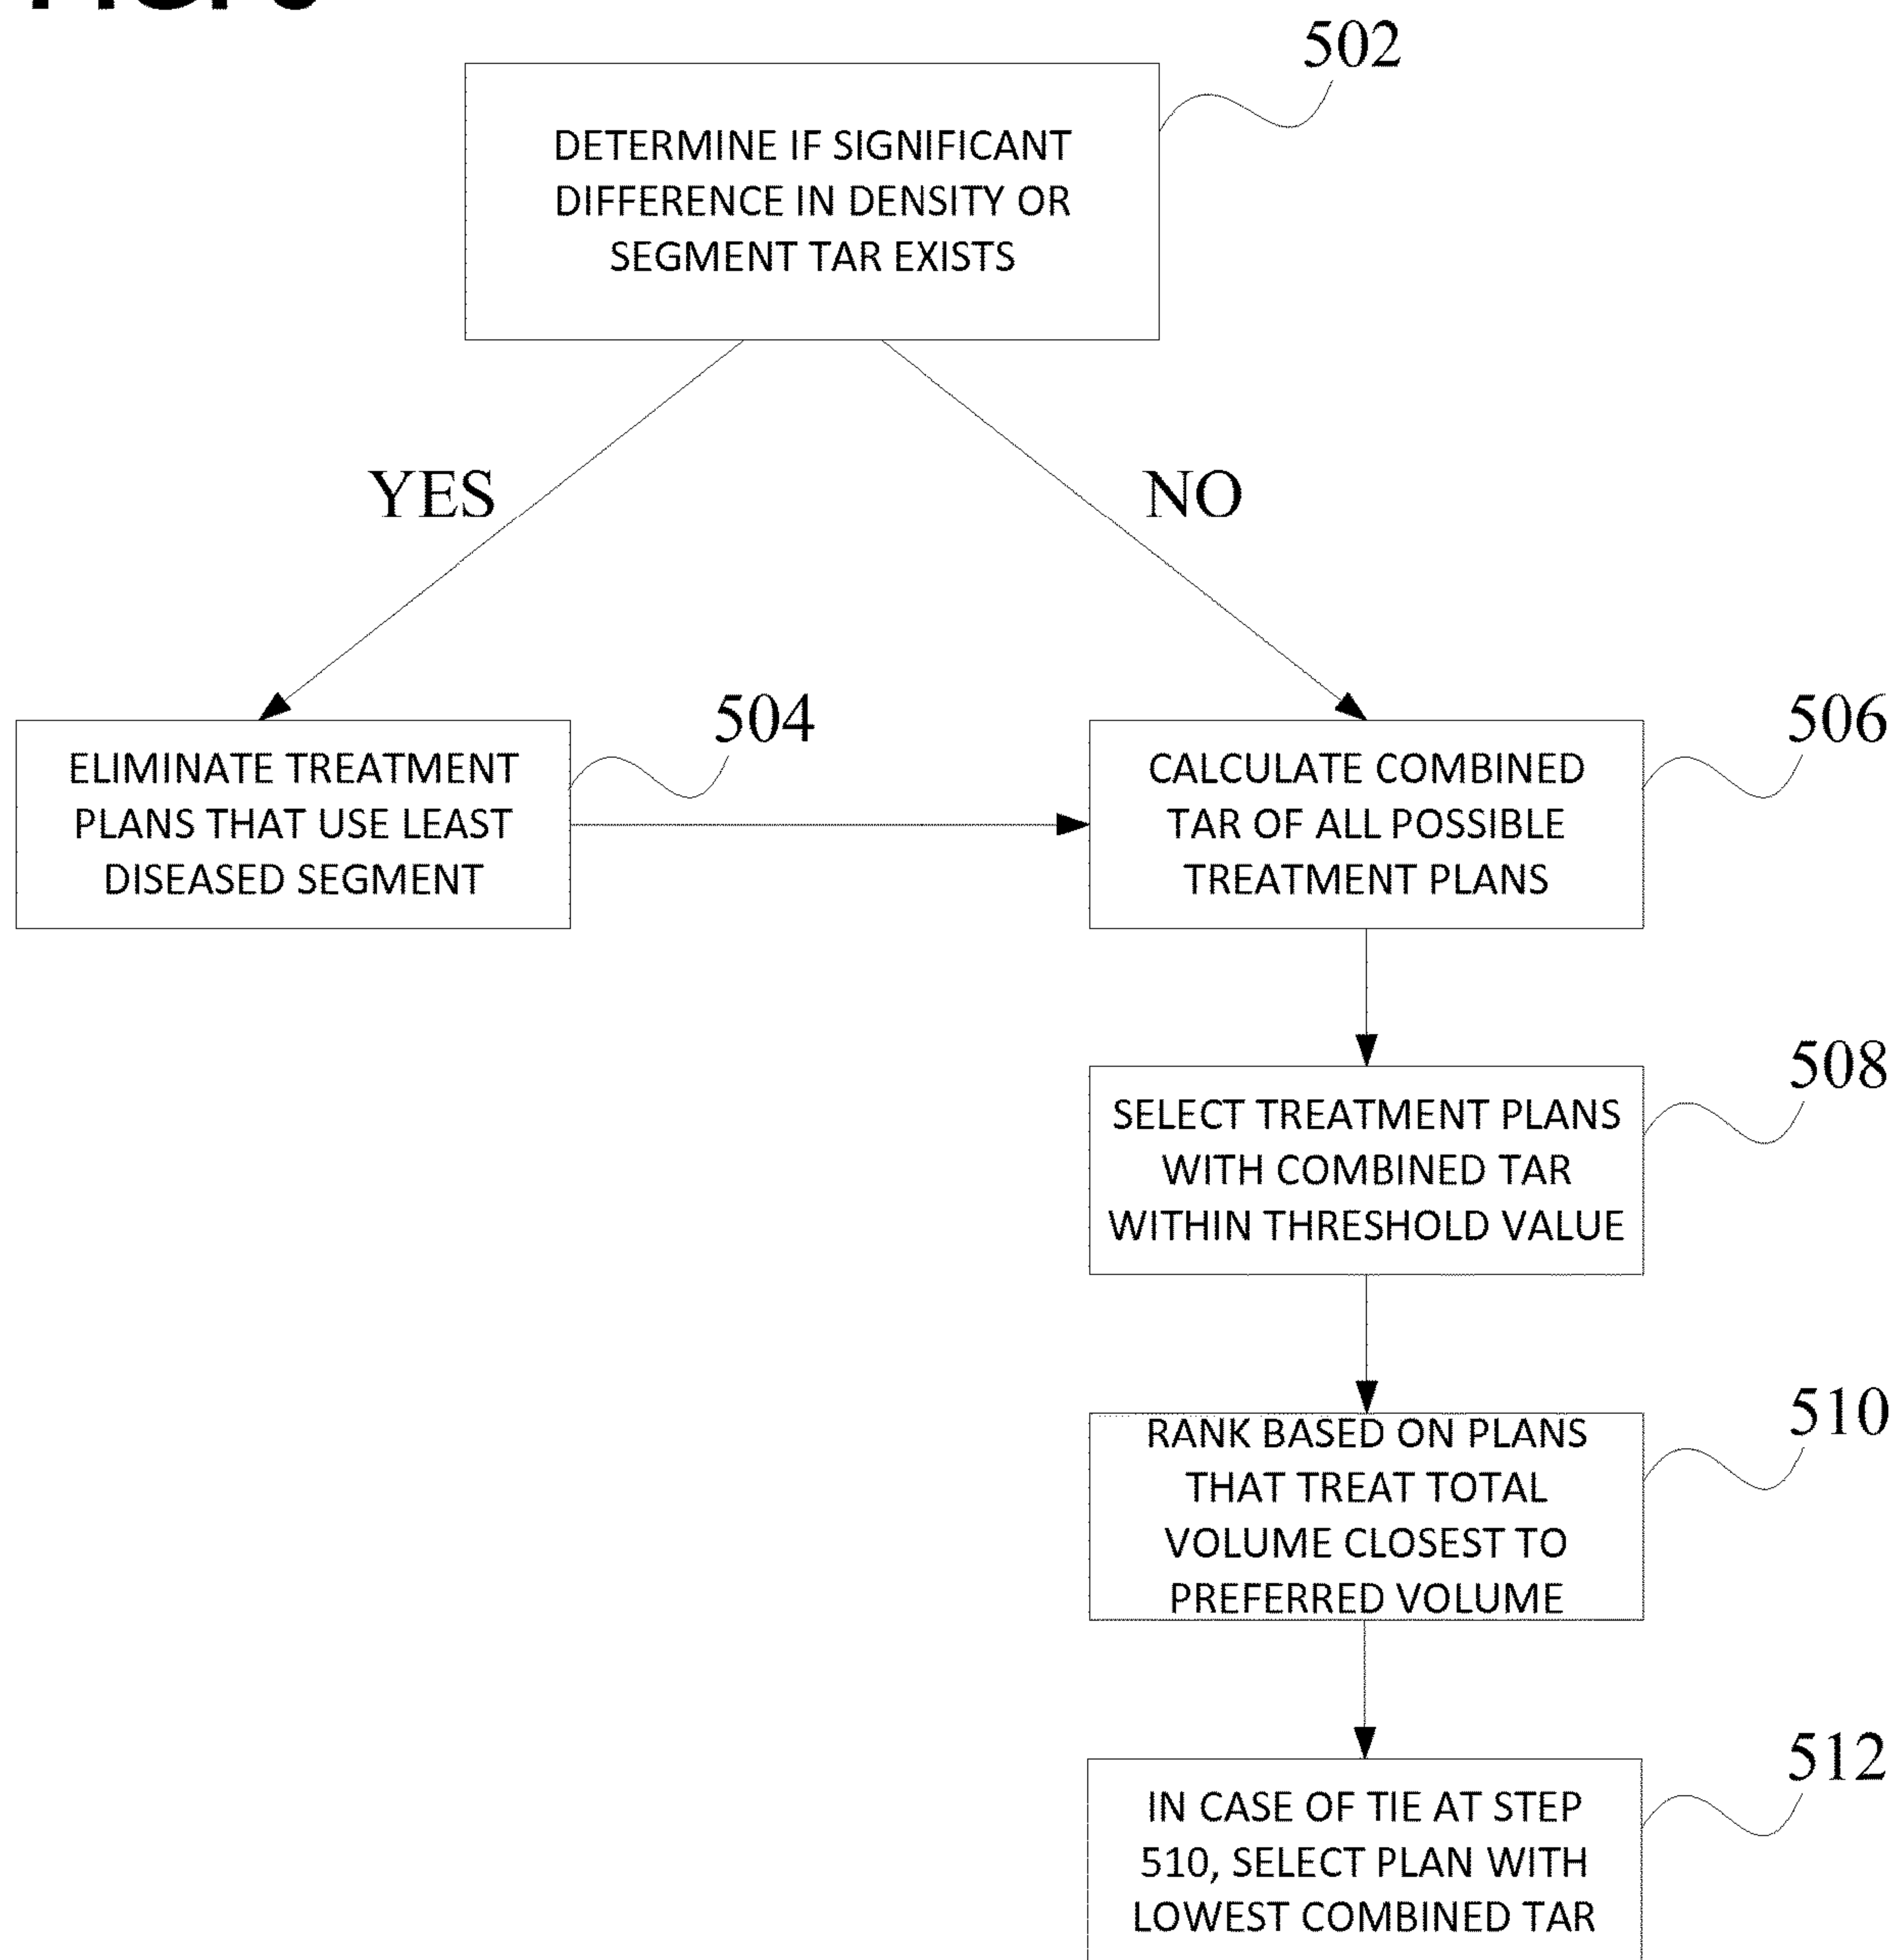 502
DETERMINE IF SIGNIFICANT
DIFFERENCE IN DENSITY OR
SEGMENT TAR EXISTS
YES
NO
504
506
ELIMINATE TREATMENT
PLANS THAT USE LEAST
DISEASED SEGMENT
CALCULATE COMBINED
TAR OF ALL POSSIBLE
TREATMENT PLANS
508
SELECT TREATMENT PLANS
WITH COMBINED TAR
WITHIN THRESHOLD VALUE
510
RANK BASED ON PLANS
THAT TREAT TOTAL
VOLUME CLOSEST TO
PREFERRED VOLUME
512
IN CASE OF TIE AT STEP
510, SELECT PLAN WITH
LOWEST COMBINED TAR